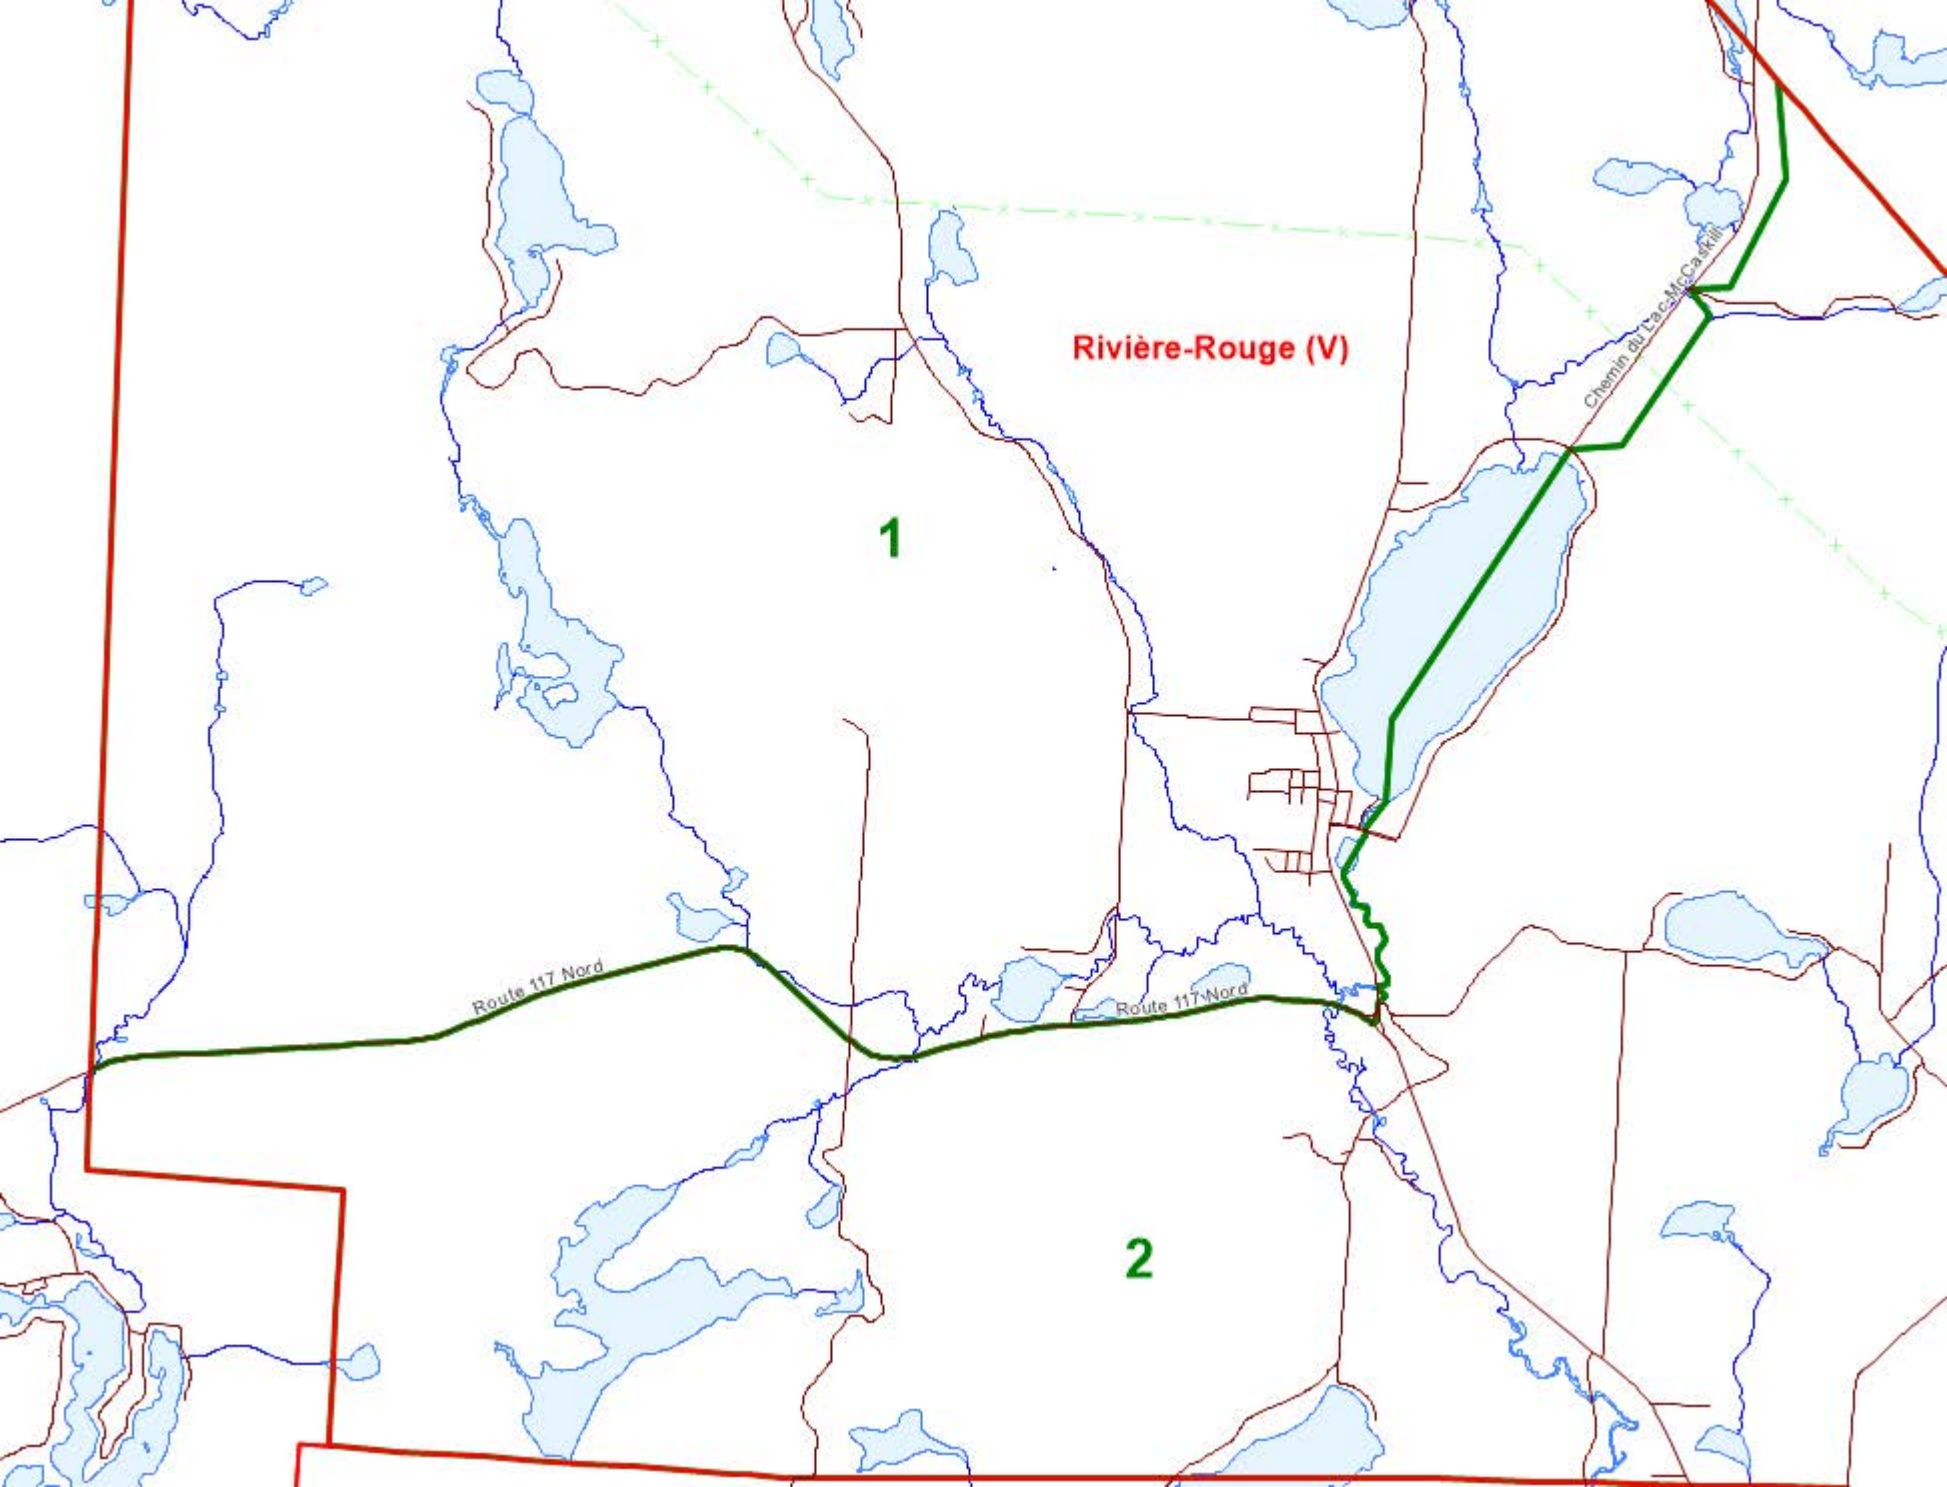 Chemin du Lac-McCaskill
Rivière-Rouge (V)
1
Route 117 Nord
Route 117 Nord
2